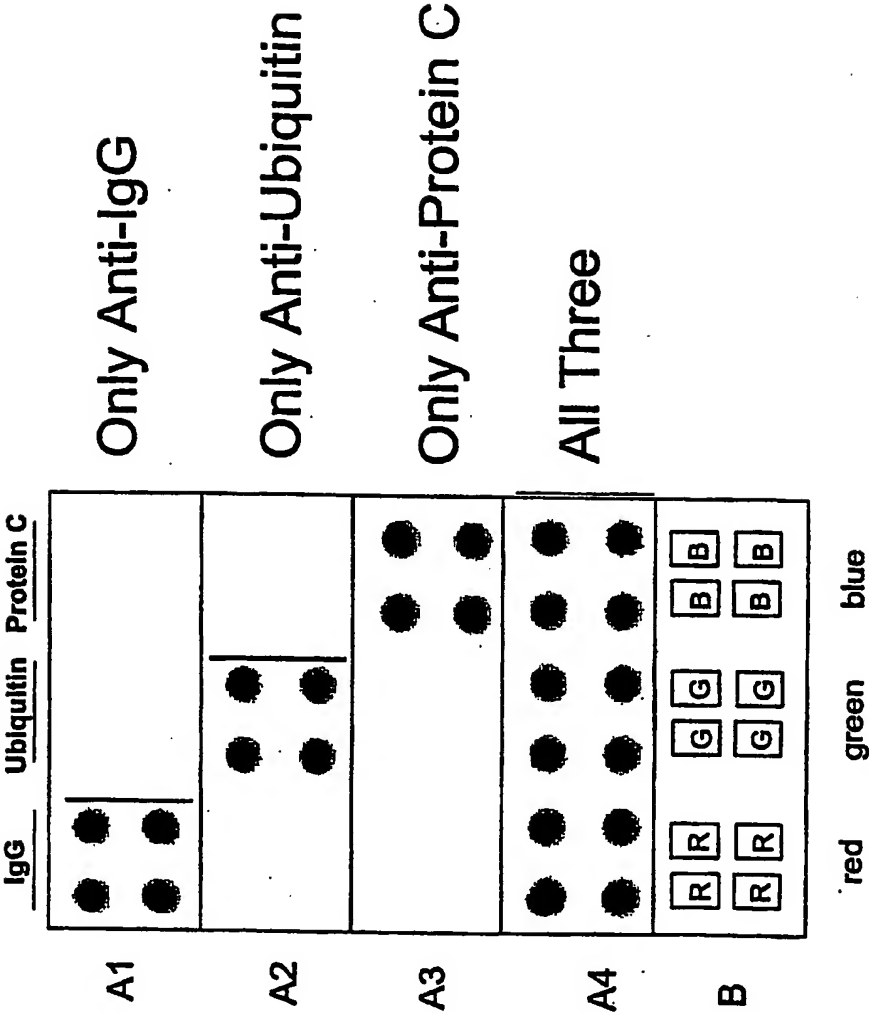 IgG Ubiquitin Protein C
A1 Only Anti-IgG
A2 Only Anti-Ubiquitin
A3 Only Anti-Protein C
A4 All Three
B R R G G B B
R R G G B B
red green blue